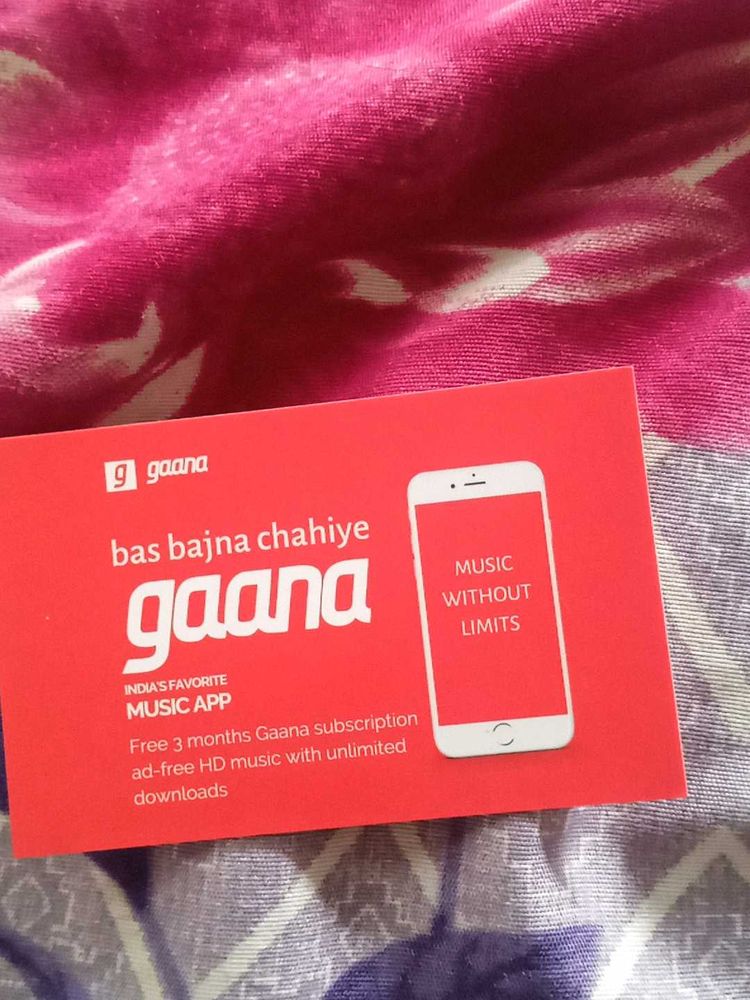 g gaana
bas bajna chahiye
gaana
INDIA'S FAVORITE
MUSIC APP
Free 3 months Gaana subscription
ad-free HD music with unlimited
downloads
MUSIC
WITHOUT
LIMITS